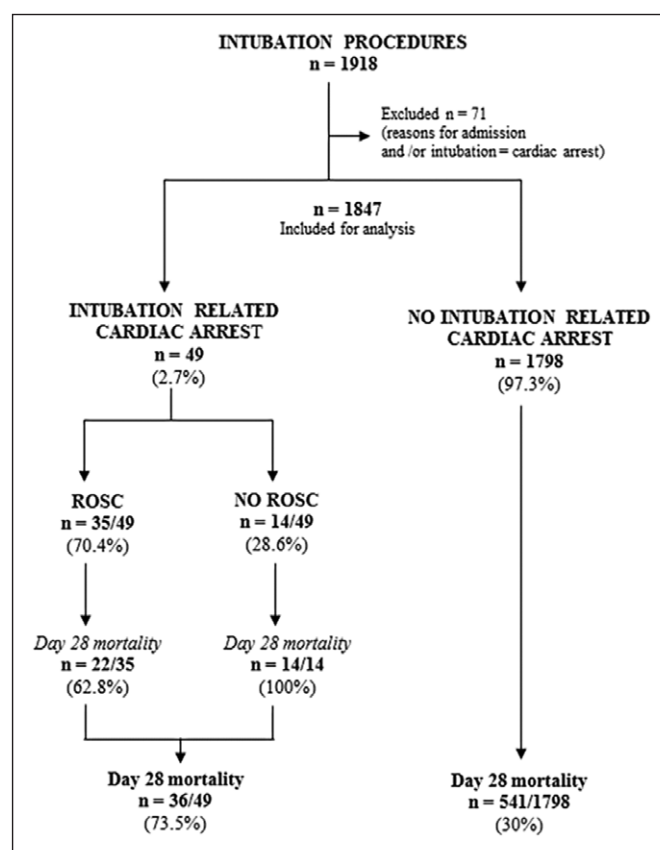 INTUBATION PROCEDURES
n = 1918
Excluded n = 71
(reasons for admission
and /or intubation = cardiac arrest)
n = 1847
Included for analysis
INTUBATION RELATED
CARDIAC ARREST
n = 49
(2.7%)
NO INTUBATION RELATED
CARDIAC ARREST
n = 1798
(97.3%)
ROSC
n = 35/49
(70.4%)
NO ROSC
n = 14/49
(28.6%)
Day 28 mortality
n = 22/35
(62.8%)
Day 28 mortality
n = 14/14
(100%)
Day 28 mortality
n = 36/49
(73.5%)
Day 28 mortality
n = 541/1798
(30%)